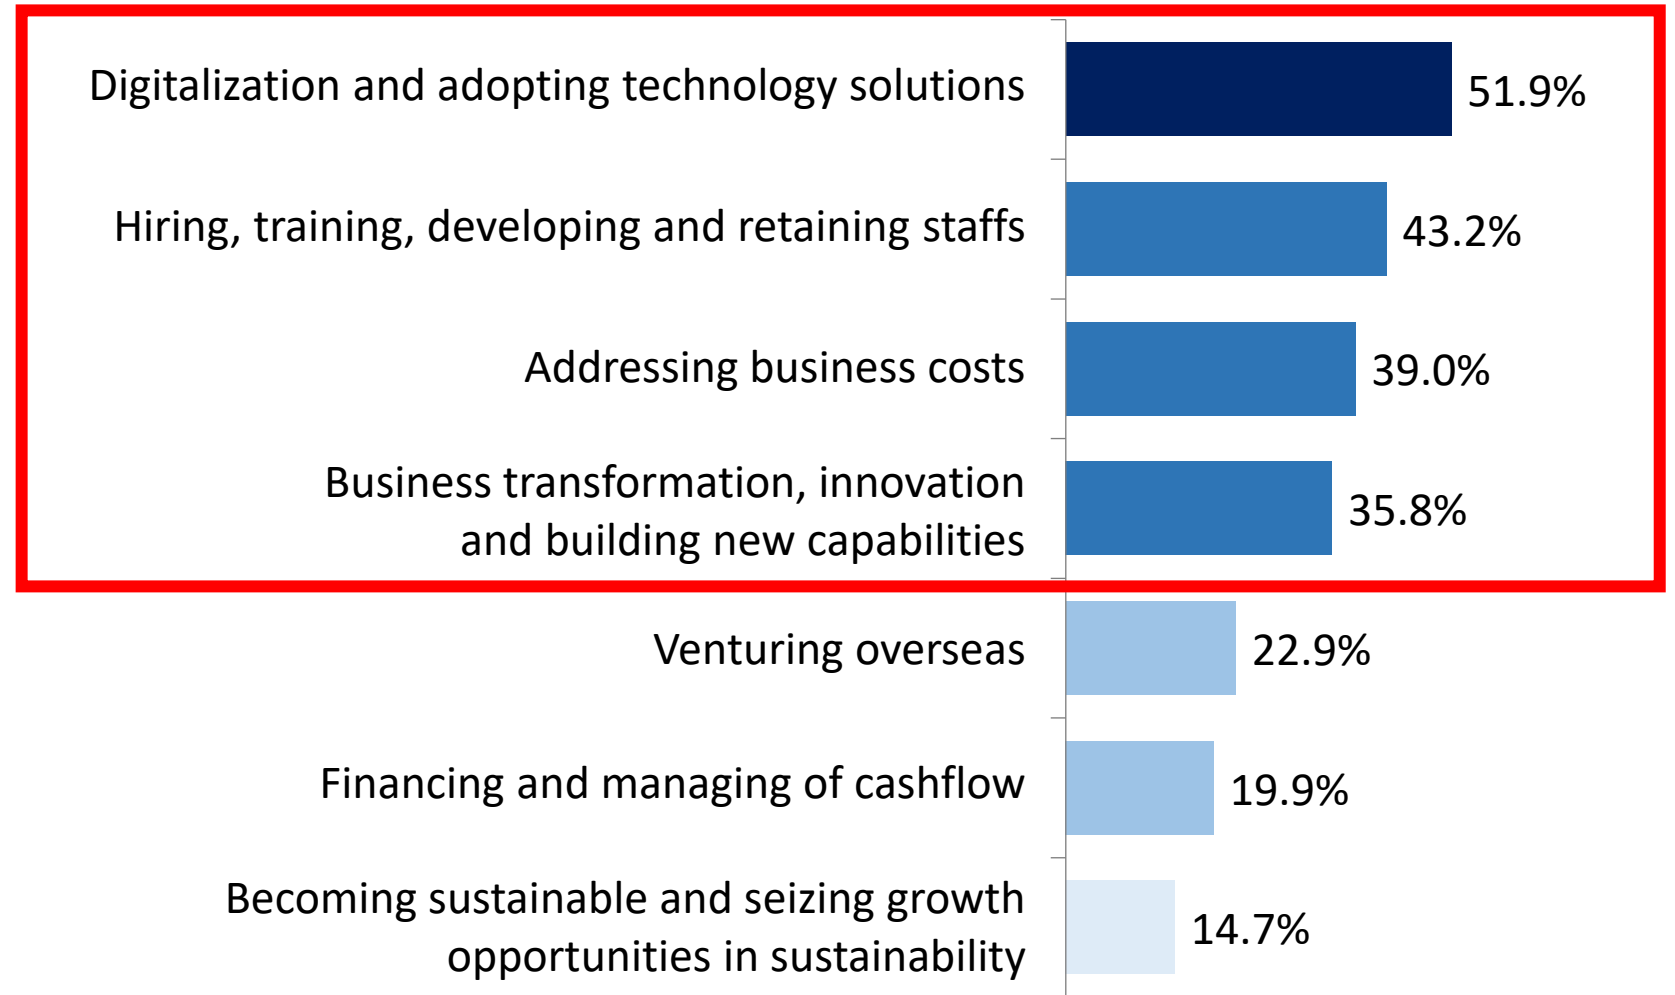 Digitalization and adopting technology solutions 51.9%
Hiring, training, developing and retaining staffs 43.2%
Addressing business costs 39.0%
Business transformation, innovation
and building new capabilities 35.8%
Venturing overseas 22.9%
Financing and managing of cashflow 19.9%
Becoming sustainable and seizing growth
opportunities in sustainability 14.7%